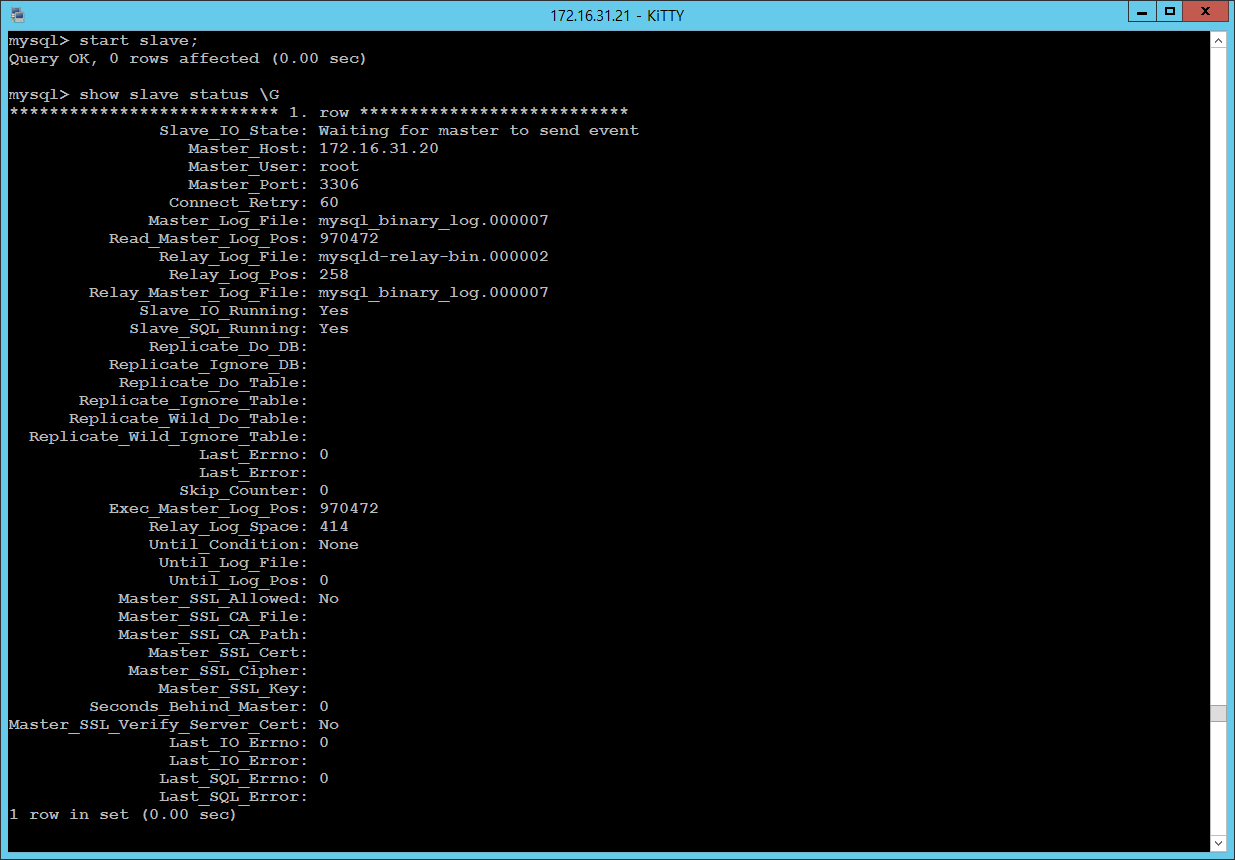 172.16.31.21 - KiTTY
mysql> start slave;
Query OK, 0 rows affected (0.00 sec)
mysql> show slave status \G
*************************** 1. row ***************************
Slave_IO_State: Waiting for master to send event
Master_Host: 172.16.31.20
Master_User: root
Master_Port: 3306
Connect_Retry: 60
Master_Log_File: mysql_binary_log.000007
Read_Master_Log_Pos: 970472
Relay_Log_File: mysqld-relay-bin.000002
Relay_Log_Pos: 258
Relay_Master_Log_File: mysql_binary_log.000007
Slave_IO_Running: Yes
Slave_SQL_Running: Yes
Replicate_Do_DB:
Replicate_Ignore_DB:
Replicate_Do_Table:
Replicate_Ignore_Table:
Replicate_Wild_Do_Table:
Replicate_Wild_Ignore_Table:
Last_Errno: 0
Last_Error:
Skip_Counter: 0
Exec_Master_Log_Pos: 970472
Relay_Log_Space: 414
Until_Condition: None
Until_Log_File:
Until_Log_Pos: 0
Master_SSL_Allowed: No
Master_SSL_CA_File:
Master_SSL_CA_Path:
Master_SSL_Cert:
Master_SSL_Cipher:
Master_SSL_Key:
Seconds_Behind_Master: 0
Master_SSL_Verify_Server_Cert: No
Last_IO_Errno: 0
Last_IO_Error:
Last_SQL_Errno: 0
Last_SQL_Error:
1 row in set (0.00 sec)